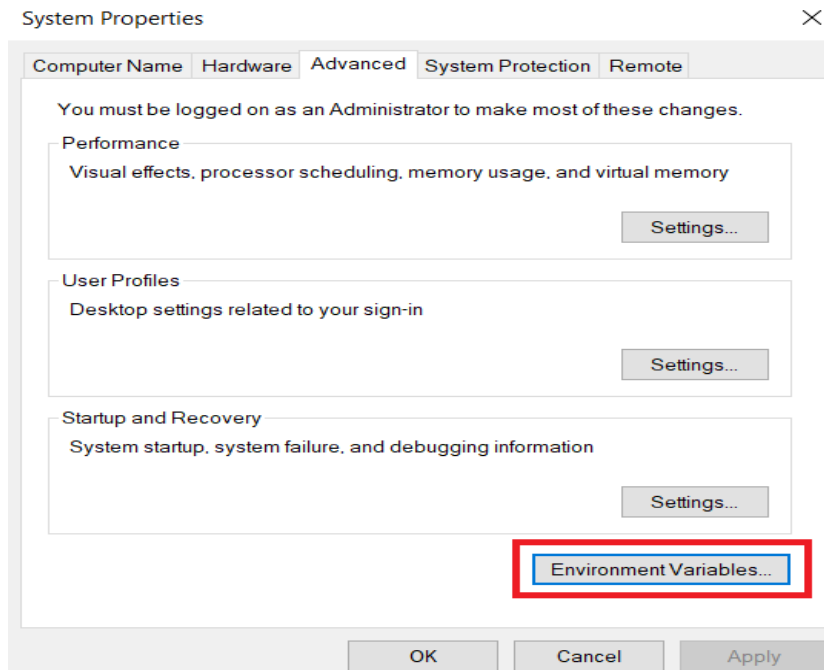 System Properties
Computer Name Hardware Advanced System Protection Remote
You must be logged on as an Administrator to make most of these changes.
Performance
Visual effects, processor scheduling, memory usage, and virtual memory
Settings...
User Profiles
Desktop settings related to your sign-in
Settings...
Startup and Recovery
System startup, system failure, and debugging information
Settings...
Environment Variables...
OK Cancel Apply